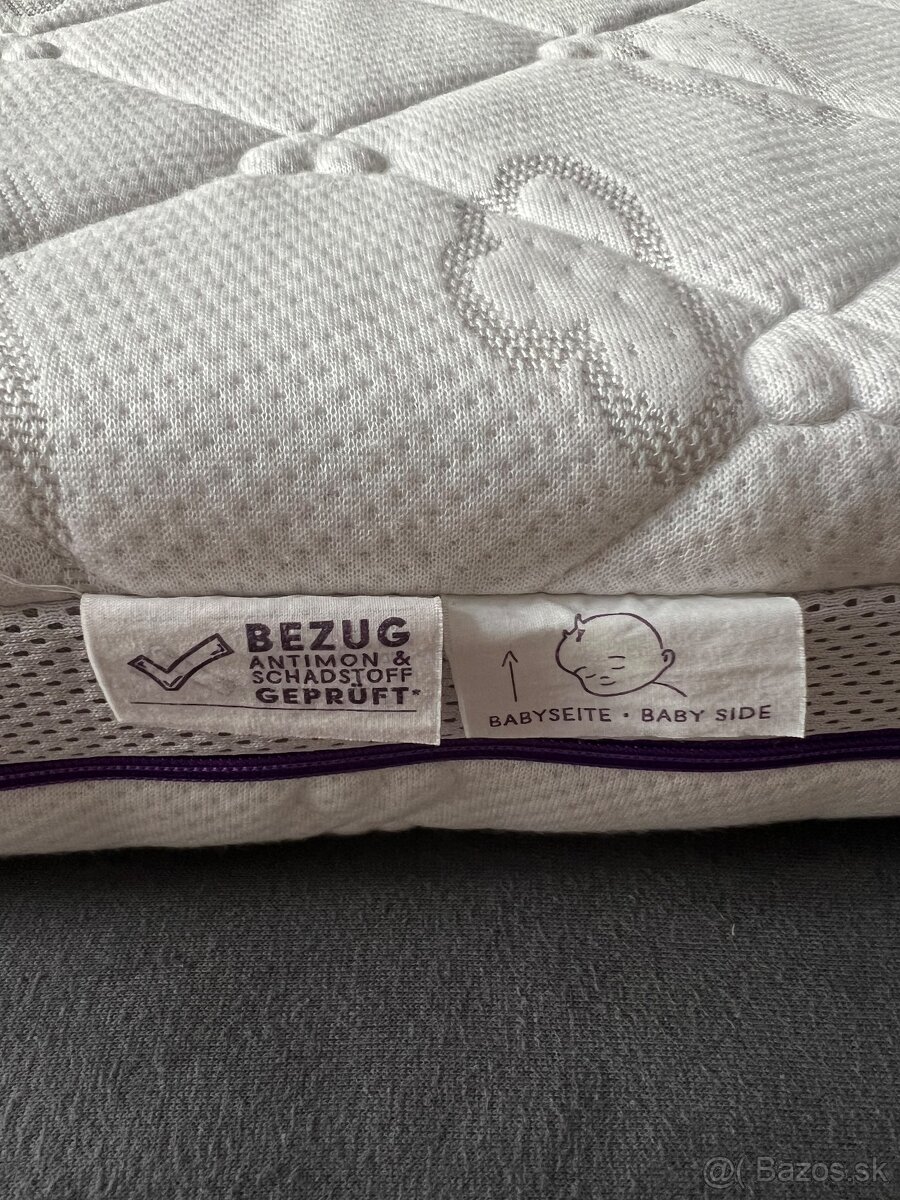 BEZUG
ANTIMON &
SCHADSTOFF
GEPRÜFT*
BABYSEITE · BABY SIDE
@( Bazos.sk